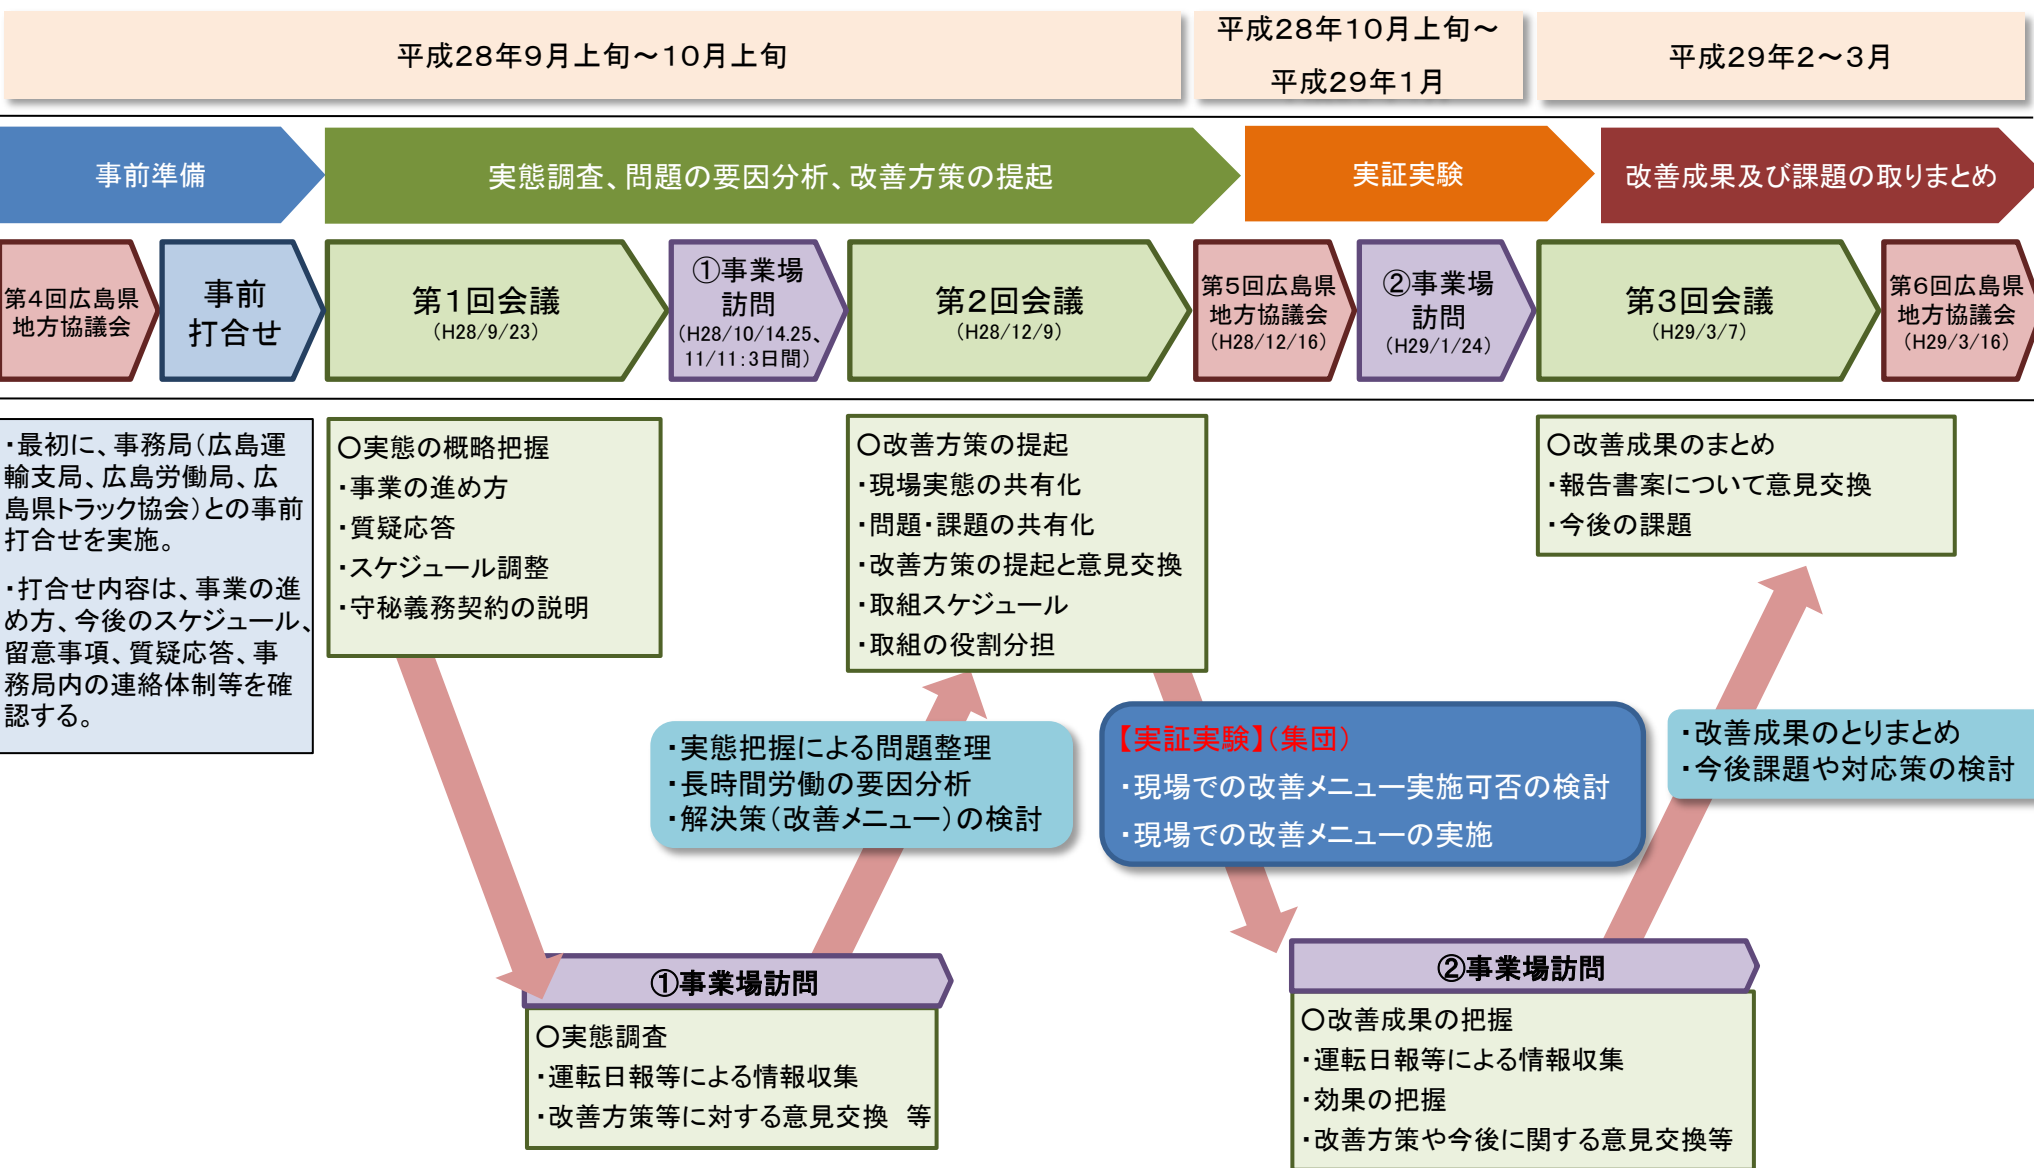 平成28年9月上旬～10月上旬
平成28年10月上旬～
平成29年1月
平成29年2～3月
事前準備
実態調査、問題の要因分析、改善方策の提起
実証実験
改善成果及び課題の取りまとめ
第4回広島県
地方協議会
事前
打合せ
第1回会議
(H28/9/23)
①事業場
訪問
(H28/10/14.25、
11/11:3日間)
第2回会議
(H28/12/9)
第5回広島県
地方協議会
(H28/12/16)
②事業場
訪問
(H29/1/24)
第3回会議
(H29/3/7)
第6回広島県
地方協議会
(H29/3/16)
・最初に、事務局(広島運
輸支局、広島労働局、広
島県トラック協会)との事前
打合せを実施。
・打合せ内容は、事業の進
め方、今後のスケジュール、
留意事項、質疑応答、事
務局内の連絡体制等を確
認する。
○実態の概略把握
・事業の進め方
・質疑応答
・スケジュール調整
・守秘義務契約の説明
○改善方策の提起
・現場実態の共有化
・問題・課題の共有化
・改善方策の提起と意見交換
・取組スケジュール
・取組の役割分担
○改善成果のまとめ
・報告書案について意見交換
・今後の課題
・実態把握による問題整理
・長時間労働の要因分析
・解決策(改善メニュー)の検討
【実証実験】(集団)
・現場での改善メニュー実施可否の検討
・現場での改善メニューの実施
・改善成果のとりまとめ
・今後課題や対応策の検討
①事業場訪問
○実態調査
・運転日報等による情報収集
・改善方策等に対する意見交換　等
②事業場訪問
○改善成果の把握
・運転日報等による情報収集
・効果の把握
・改善方策や今後に関する意見交換等